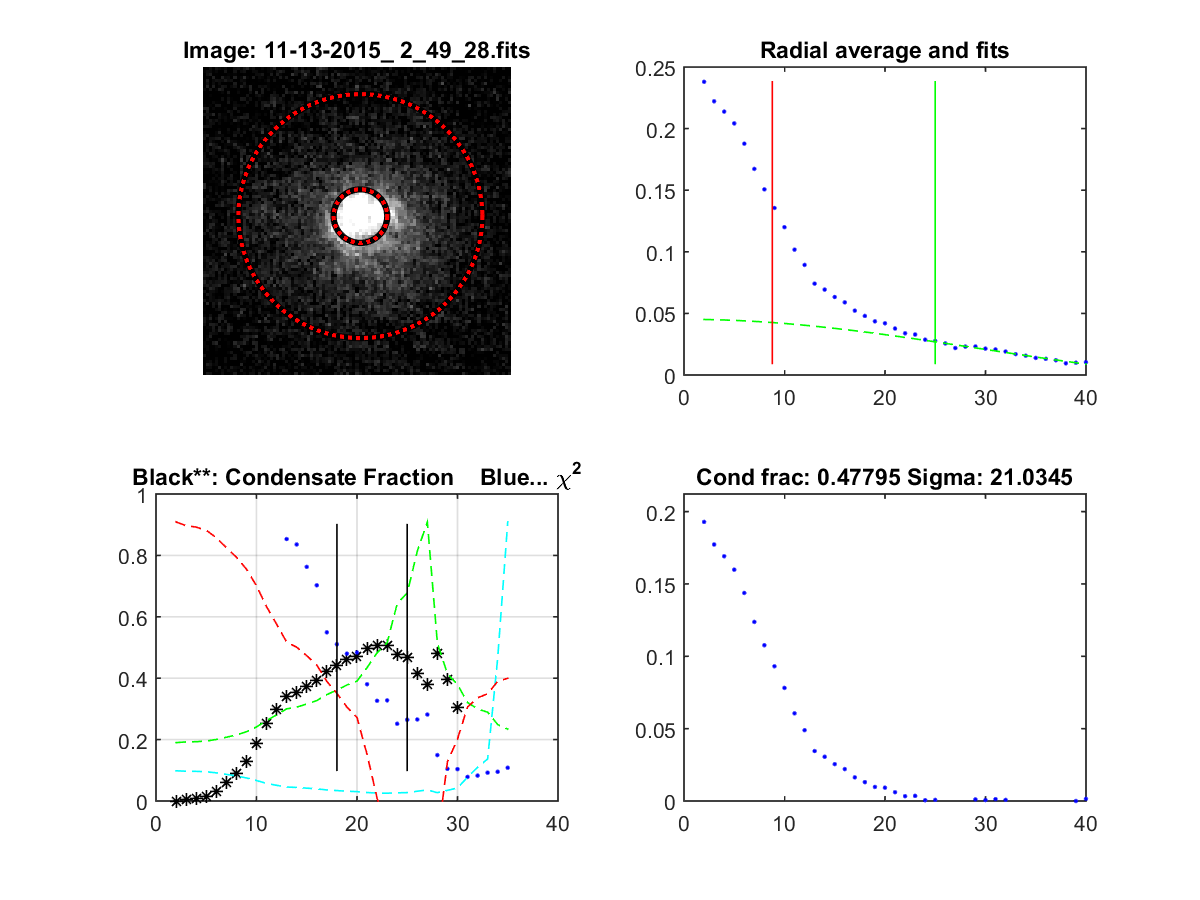 Image: 11-13-2015_ 2_49_28.fits
Radial average and fits
0.25
0.2
0.15
0.1
0.05
0
0 10 20 30 40
Black**: Condensate Fraction Blue... χ²
1
0.8
0.6
0.4
0.2
0
0 10 20 30 40
Cond frac: 0.47795 Sigma: 21.0345
0.2
0.15
0.1
0.05
0
0 10 20 30 40